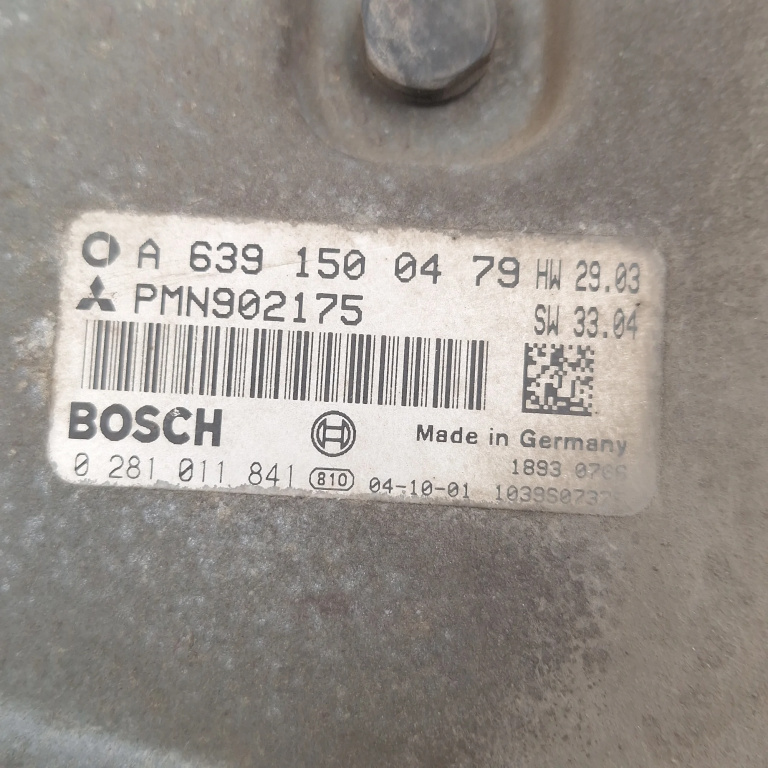 A 639 150 04 79 HW 29.03
PMN902175 SW 33.04
BOSCH
Made in Germany
1893
0 281 011 841 810 04-10-01